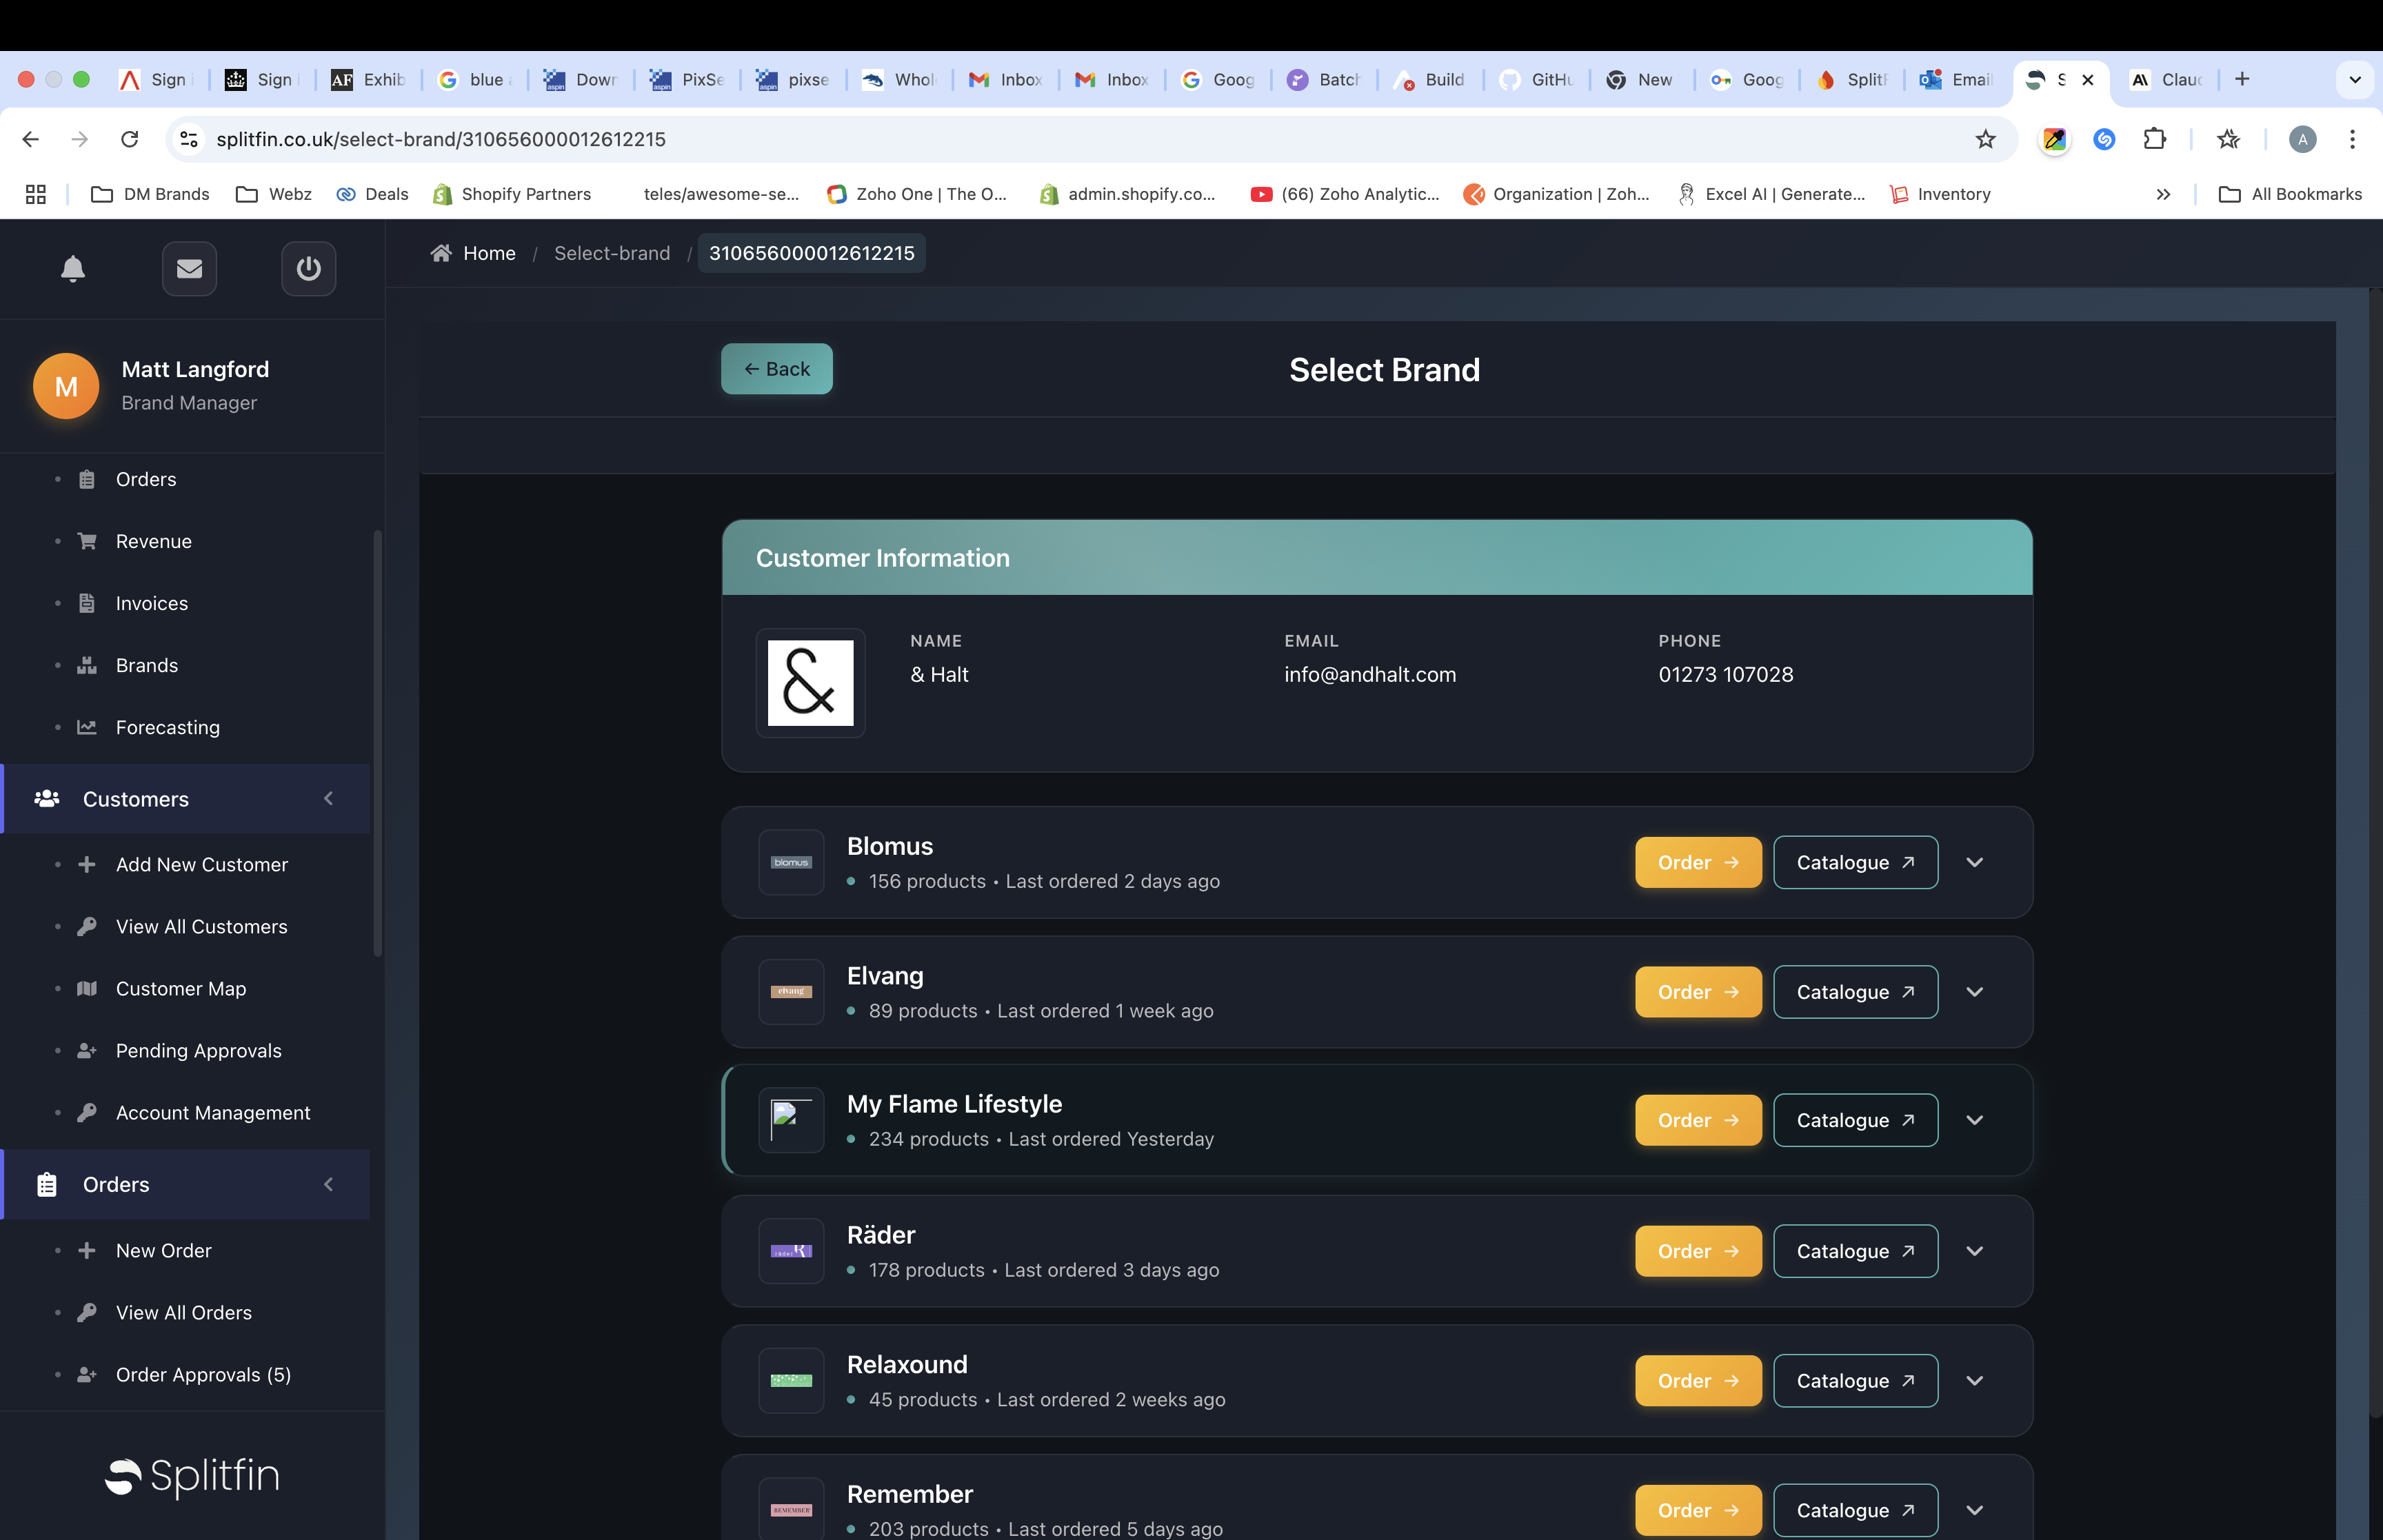 Sign
Sign
AF Exhib
blue
Down
PixSe
pixse
Whol
Inbox
Inbox
Goog
Batch
Build
GitHu
New
Goog
SplitF
Email
S
Clauc
splitfin.co.uk/select-brand/310656000012612215
A
DM Brands
Webz
Deals
Shopify Partners
teles/awesome-se...
Zoho One | The O...
admin.shopify.co...
(66) Zoho Analytic...
Organization | Zoh...
Excel AI | Generate...
Inventory
All Bookmarks
Home / Select-brand / 310656000012612215
M
Matt Langford
Brand Manager
Orders
Revenue
Invoices
Brands
Forecasting
Customers
Add New Customer
View All Customers
Customer Map
Pending Approvals
Account Management
Orders
New Order
View All Orders
Order Approvals (5)
Splitfin
← Back
Select Brand
Customer Information
&
NAME
& Halt
EMAIL
info@andhalt.com
PHONE
01273 107028
blomus
Blomus
156 products • Last ordered 2 days ago
Order →
Catalogue ↗
elvang
Elvang
89 products • Last ordered 1 week ago
Order →
Catalogue ↗
My Flame Lifestyle
234 products • Last ordered Yesterday
Order →
Catalogue ↗
räder R
Räder
178 products • Last ordered 3 days ago
Order →
Catalogue ↗
Relaxound
45 products • Last ordered 2 weeks ago
Order →
Catalogue ↗
REMEMBER
Remember
203 products • Last ordered 5 days ago
Order →
Catalogue ↗